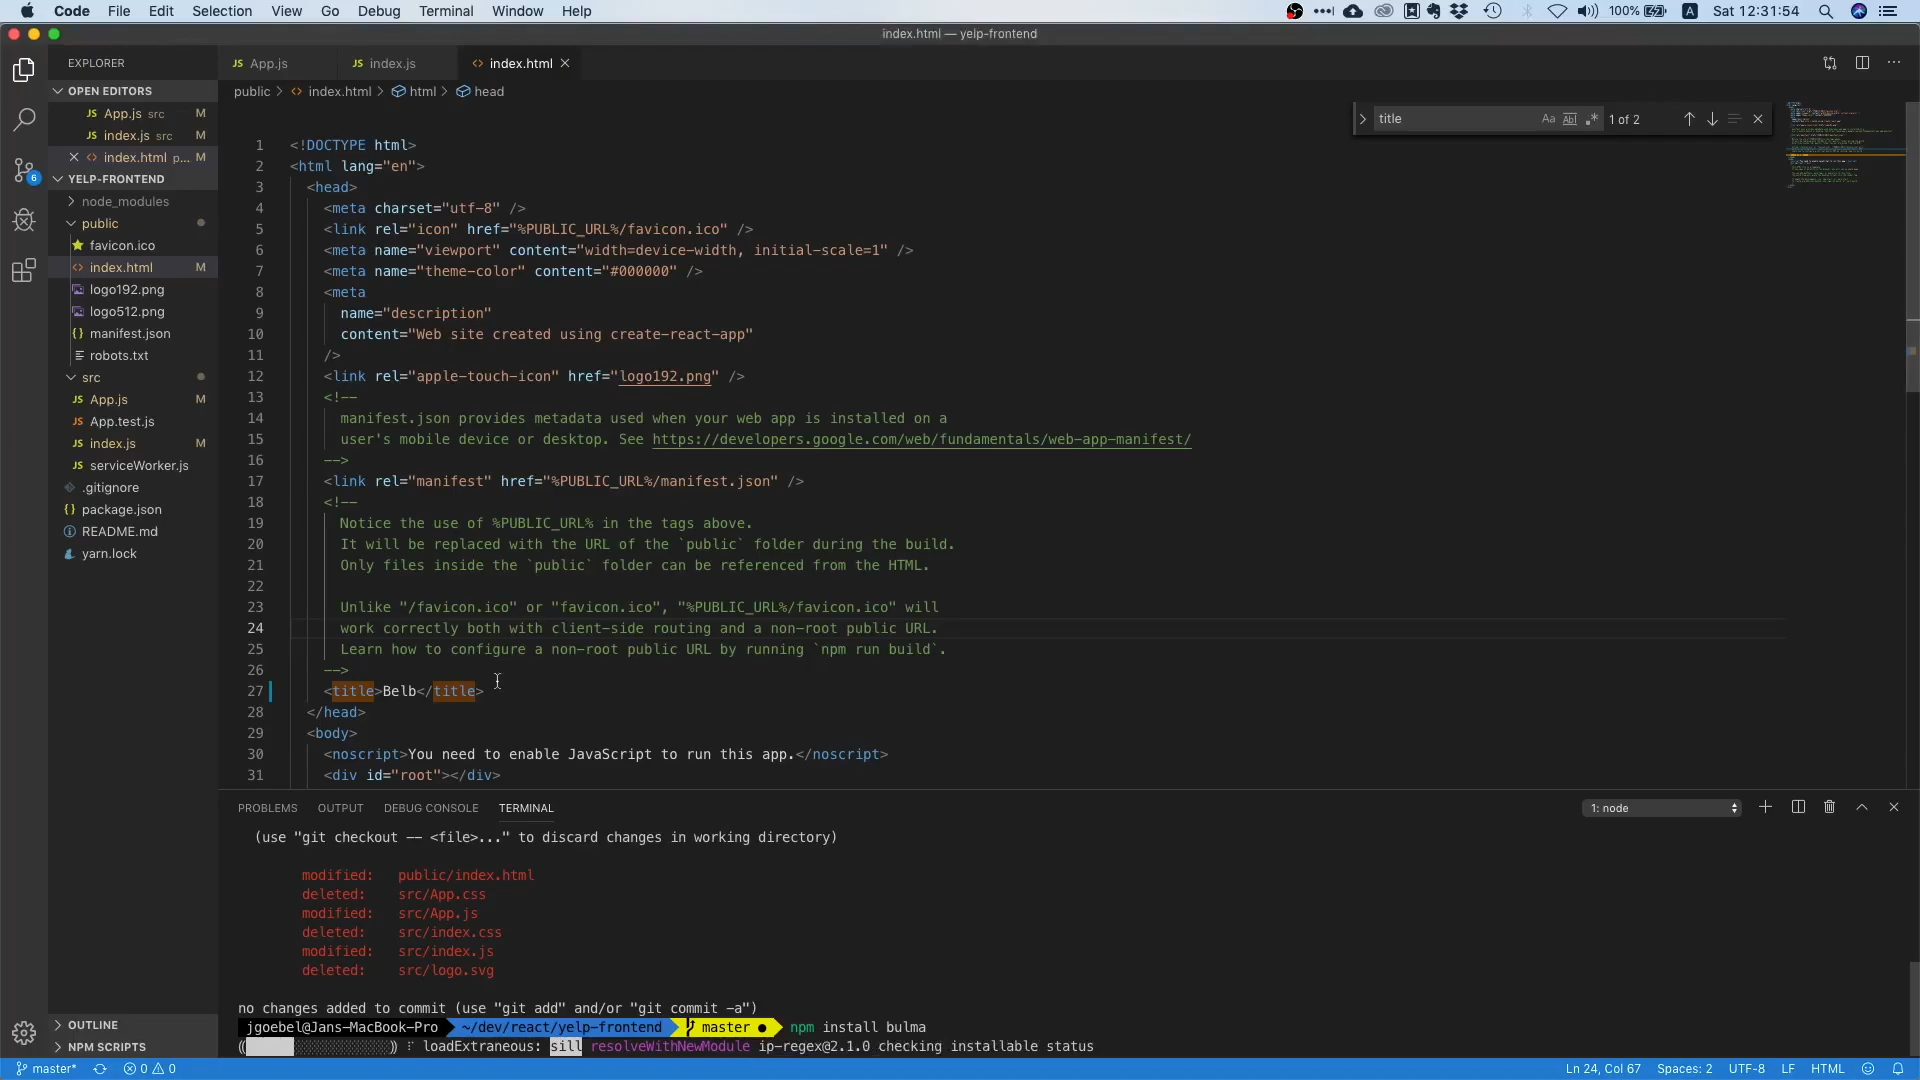 Code File Edit Selection View Go Debug Terminal Window Help
100% A Sat 12:31:54
index.html — yelp-frontend
EXPLORER
OPEN EDITORS
JS App.js src M
JS index.js src M
index.html p... M
6
YELP-FRONTEND
node_modules
public
favicon.ico
index.html M
logo192.png
logo512.png
{} manifest.json
robots.txt
src
JS App.js M
JS App.test.js
JS index.js M
JS serviceWorker.js
.gitignore
{} package.json
README.md
yarn.lock
OUTLINE
NPM SCRIPTS
JS App.js JS index.js <> index.html
public > <> index.html > html > head
title Aa Abl .* 1 of 2
1 <!DOCTYPE html>
2 <html lang="en">
3 <head>
4 <meta charset="utf-8" />
5 <link rel="icon" href="%PUBLIC_URL%/favicon.ico" />
6 <meta name="viewport" content="width=device-width, initial-scale=1" />
7 <meta name="theme-color" content="#000000" />
8 <meta
9 name="description"
10 content="Web site created using create-react-app"
11 />
12 <link rel="apple-touch-icon" href="logo192.png" />
13 <!--
14 manifest.json provides metadata used when your web app is installed on a
15 user's mobile device or desktop. See https://developers.google.com/web/fundamentals/web-app-manifest/
16 -->
17 <link rel="manifest" href="%PUBLIC_URL%/manifest.json" />
18 <!--
19 Notice the use of %PUBLIC_URL% in the tags above.
20 It will be replaced with the URL of the `public` folder during the build.
21 Only files inside the `public` folder can be referenced from the HTML.
22
23 Unlike "/favicon.ico" or "favicon.ico", "%PUBLIC_URL%/favicon.ico" will
24 work correctly both with client-side routing and a non-root public URL.
25 Learn how to configure a non-root public URL by running `npm run build`.
26 -->
27 <title>Belb</title>
28 </head>
29 <body>
30 <noscript>You need to enable JavaScript to run this app.</noscript>
31 <div id="root"></div>
PROBLEMS OUTPUT DEBUG CONSOLE TERMINAL 1: node
(use "git checkout -- <file>..." to discard changes in working directory)
modified: public/index.html
deleted: src/App.css
modified: src/App.js
deleted: src/index.css
modified: src/index.js
deleted: src/logo.svg
no changes added to commit (use "git add" and/or "git commit -a")
jgoebel@Jans-MacBook-Pro ~/dev/react/yelp-frontend master ● npm install bulma
loadExtraneous: sill resolveWithNewModule ip-regex@2.1.0 checking installable status
master* 0 0 Ln 24, Col 67 Spaces: 2 UTF-8 LF HTML